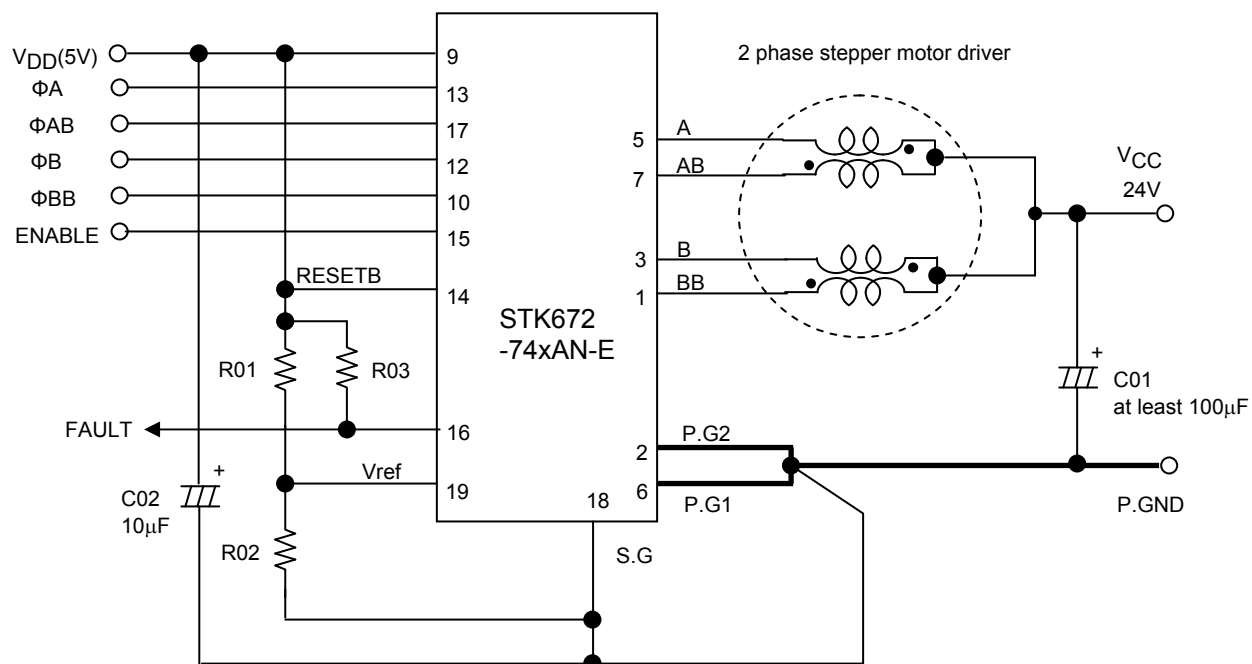 VDD(5V)
ΦA
ΦAB
ΦB
ΦBB
ENABLE
9
13
17
12
10
15
RESETB
14
R01
R03
FAULT
16
Vref
19
+
C02
10μF
R02
STK672
-74xAN-E
18
S.G
2 phase stepper motor driver
5
A
7
AB
3
B
1
BB
VCC
24V
+
C01
at least 100μF
2
P.G2
6
P.G1
P.GND